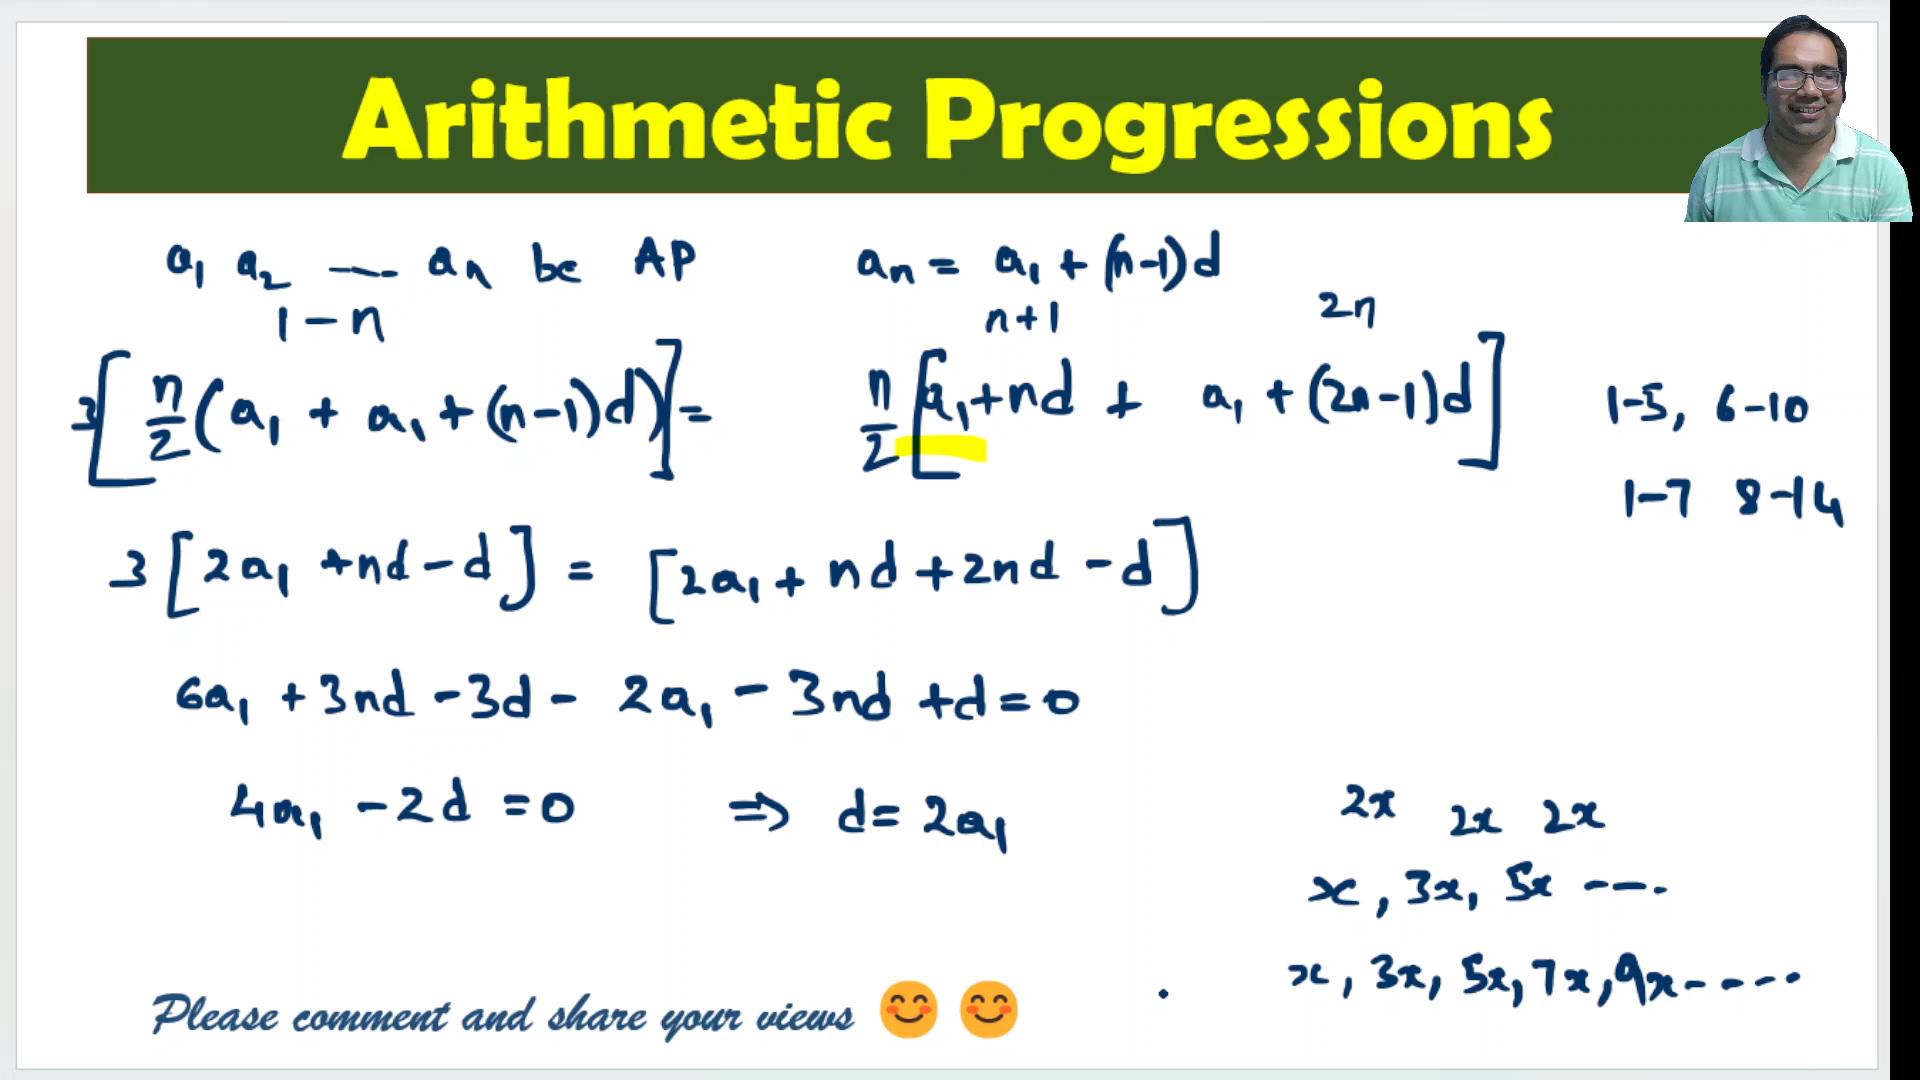 Arithmetic Progressions
a₁ a₂ ---- aₙ be AP
aₙ = a₁ + (n-1)d
1 - n
n+1
2n
3[n/2(a₁ + a₁ + (n-1)d)] = n/2[a₁+nd + a₁ + (2n-1)d]
1-5, 6-10
1-7 8-14
3[2a₁ +nd-d] = [2a₁+ nd+2nd -d]
6a₁ +3nd -3d - 2a₁ - 3nd +d=0
4a₁ -2d =0 ⇒ d= 2a₁
2x 2x 2x
x, 3x, 5x ----
x, 3x, 5x, 7x, 9x-----
Please comment and share your views 😊 😊